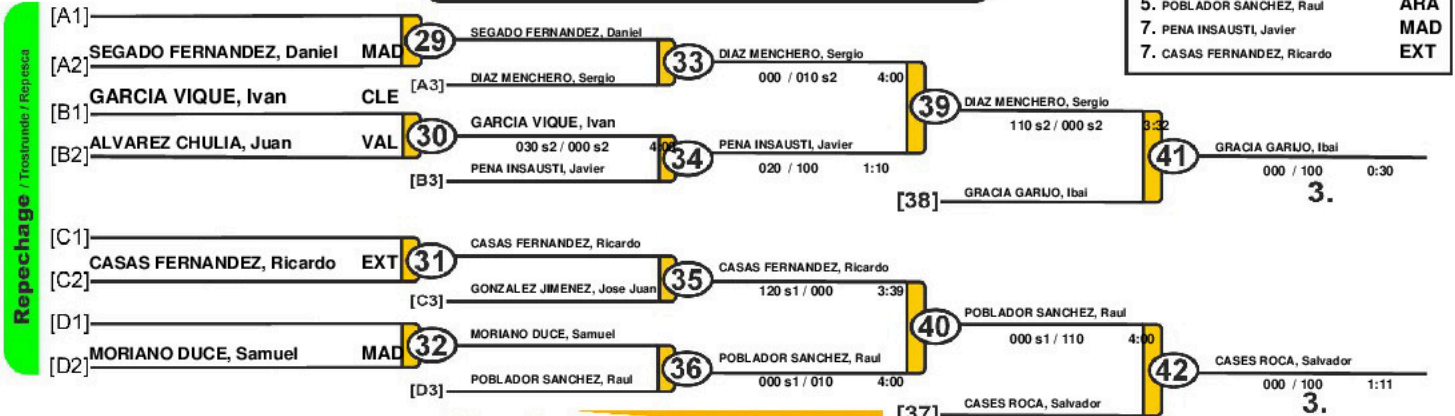 5. POBLADOR SANCHEZ, Raul ARA
7. PENA INSAUSTI, Javier MAD
7. CASAS FERNANDEZ, Ricardo EXT
Repechage / Trostrunde / Repesca
[A1]
29
SEGADO FERNANDEZ, Daniel
[A2] SEGADO FERNANDEZ, Daniel MAD
33
DIAZ MENCHERO, Sergio
000 / 010 s2 4:00
[A3] DIAZ MENCHERO, Sergio
[B1] GARCIA VIQUE, Ivan CLE
39
DIAZ MENCHERO, Sergio
110 s2 / 000 s2 3:32
30
GARCIA VIQUE, Ivan
030 s2 / 000 s2 4:00
[B2] ALVAREZ CHULIA, Juan VAL
34
PENA INSAUSTI, Javier
020 / 100 1:10
[B3] PENA INSAUSTI, Javier
41
GRACIA GARIJO, Ibai
000 / 100 0:30
3.
[38] GRACIA GARIJO, Ibai
[C1]
31
CASAS FERNANDEZ, Ricardo
[C2] CASAS FERNANDEZ, Ricardo EXT
35
CASAS FERNANDEZ, Ricardo
120 s1 / 000 3:39
[C3] GONZALEZ JIMENEZ, Jose Juan
[D1]
40
POBLADOR SANCHEZ, Raul
000 s1 / 110 4:00
32
MORIANO DUCE, Samuel
[D2] MORIANO DUCE, Samuel MAD
36
POBLADOR SANCHEZ, Raul
000 s1 / 010 4:00
[D3] POBLADOR SANCHEZ, Raul
42
CASES ROCA, Salvador
000 / 100 1:11
3.
[37] CASES ROCA, Salvador